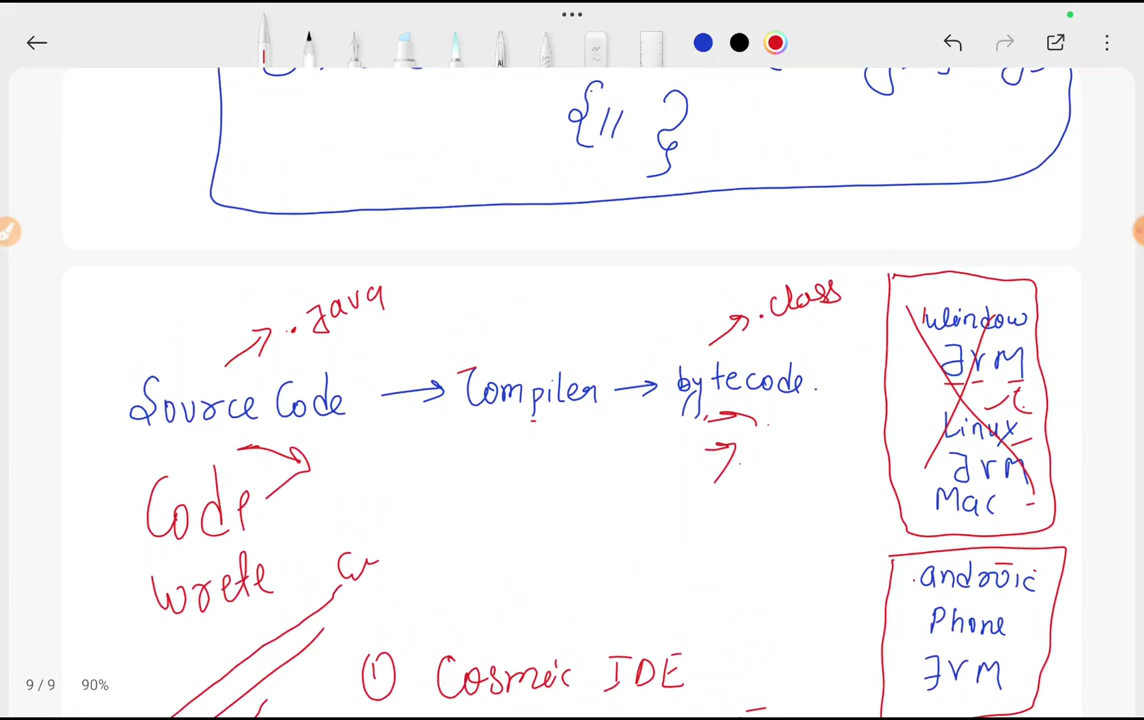 {// }
.Java
.class
Source Code → Compiler → bytecode.
Window
JVM
Linux
JVM
Mac
Code
wrote
android
Phone
JVM
① Cosmic IDE
9 / 9 90%